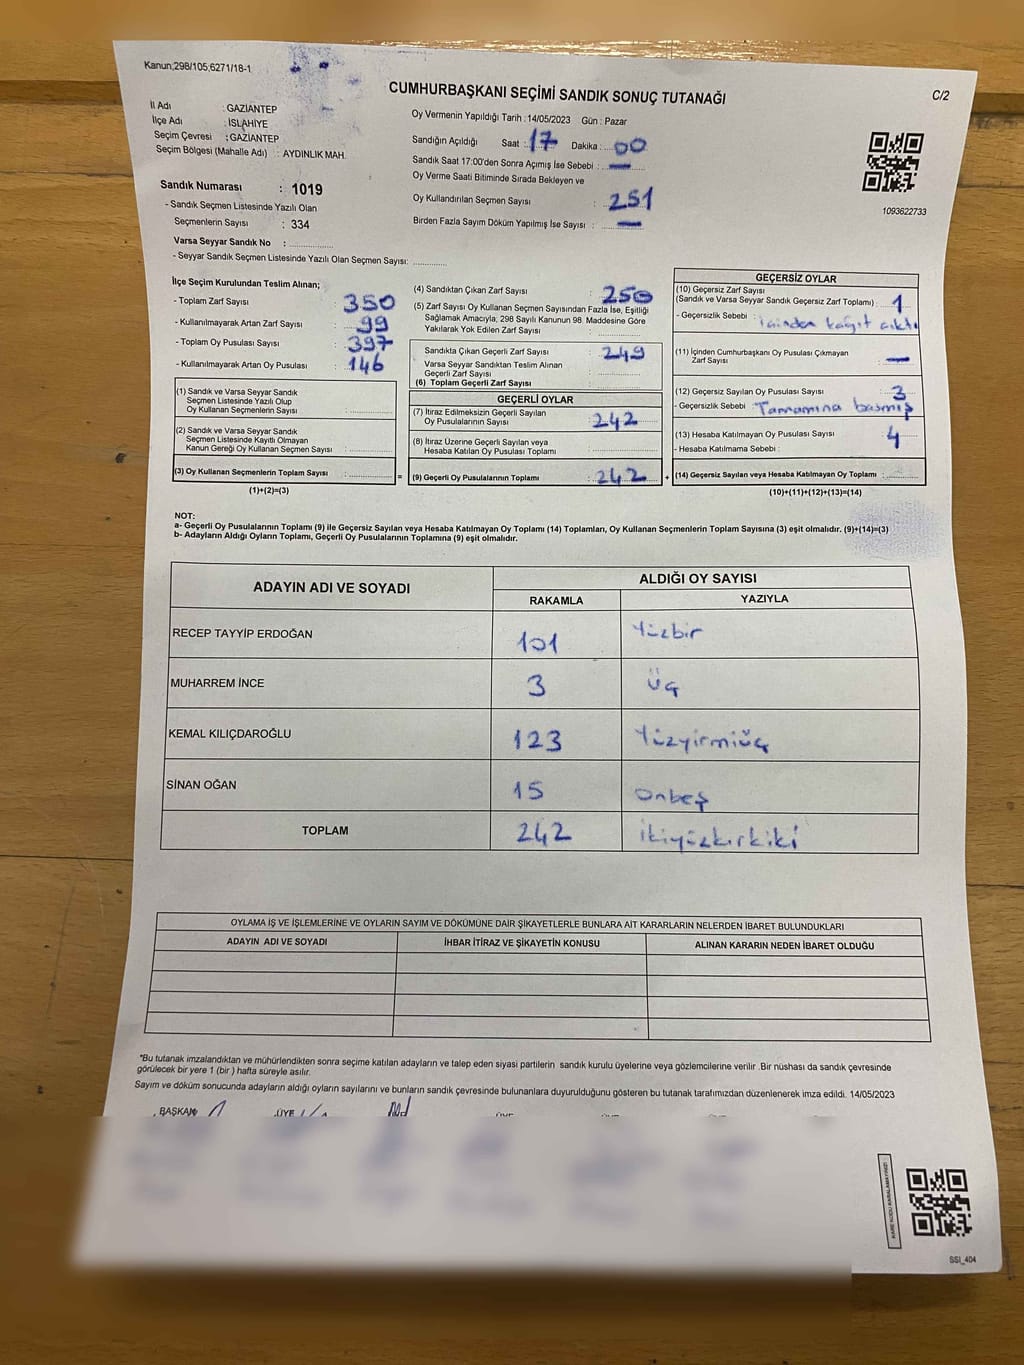 Kanun;298/105,6271/18-1
CUMHURBAŞKANI SEÇİMİ SANDIK SONUÇ TUTANAĞI
C/2
İl Adı : GAZİANTEP
İlçe Adı : İSLAHİYE
Seçim Çevresi : GAZİANTEP
Seçim Bölgesi (Mahalle Adı) : AYDINLIK MAH.
Sandık Numarası : 1019
- Sandık Seçmen Listesinde Yazılı Olan
Seçmenlerin Sayısı : 334
Varsa Seyyar Sandık No :
- Seyyar Sandık Seçmen Listesinde Yazılı Olan Seçmen Sayısı:
Oy Vermenin Yapıldığı Tarih : 14/05/2023 Gün : Pazar
Sandığın Açıldığı Saat : 17 Dakika : 00
Sandık Saat 17:00'den Sonra Açımış İse Sebebi : —
Oy Verme Saati Bitiminde Sırada Bekleyen ve
Oy Kullandırılan Seçmen Sayısı : 251
Birden Fazla Sayım Döküm Yapılmış İse Sayısı : —
1093622733
İlçe Seçim Kurulundan Teslim Alınan;
- Toplam Zarf Sayısı : 350
- Kullanılmayarak Artan Zarf Sayısı : 99
- Toplam Oy Pusulası Sayısı : 397
- Kullanılmayarak Artan Oy Pusulası : 146
(1) Sandık ve Varsa Seyyar Sandık
Seçmen Listesinde Yazılı Olup
Oy Kullanan Seçmenlerin Sayısı :
(2) Sandık ve Varsa Seyyar Sandık
Seçmen Listesinde Kayıtlı Olmayan
Kanun Gereği Oy Kullanan Seçmen Sayısı :
(3) Oy Kullanan Seçmenlerin Toplam Sayısı : =
(1)+(2)=(3)
(4) Sandıktan Çıkan Zarf Sayısı : 250
(5) Zarf Sayısı Oy Kullanan Seçmen Sayısından Fazla İse, Eşitliği
Sağlamak Amacıyla, 298 Sayılı Kanunun 98. Maddesine Göre
Yakılarak Yok Edilen Zarf Sayısı :
Sandıkta Çıkan Geçerli Zarf Sayısı : 249
Varsa Seyyar Sandıktan Teslim Alınan
Geçerli Zarf Sayısı :
(6) Toplam Geçerli Zarf Sayısı :
GEÇERLİ OYLAR
(7) İtiraz Edilmeksizin Geçerli Sayılan
Oy Pusulalarının Sayısı : 242
(8) İtiraz Üzerine Geçerli Sayılan veya
Hesaba Katılan Oy Pusulası Toplamı :
(9) Geçerli Oy Pusulalarının Toplamı : 242 +
GEÇERSİZ OYLAR
(10) Geçersiz Zarf Sayısı
(Sandık ve Varsa Seyyar Sandık Geçersiz Zarf Toplamı) : 1
- Geçersizlik Sebebi : içinden kağıt çıktı
(11) İçinden Cumhurbaşkanı Oy Pusulası Çıkmayan
Zarf Sayısı : —
(12) Geçersiz Sayılan Oy Pusulası Sayısı : 3
- Geçersizlik Sebebi : Tamamına basmış
(13) Hesaba Katılmayan Oy Pusulası Sayısı : 4
- Hesaba Katılmama Sebebi :
(14) Geçersiz Sayılan veya Hesaba Katılmayan Oy Toplamı :
(10)+(11)+(12)+(13)=(14)
NOT:
a- Geçerli Oy Pusulalarının Toplamı (9) ile Geçersiz Sayılan veya Hesaba Katılmayan Oy Toplamı (14) Toplamları, Oy Kullanan Seçmenlerin Toplam Sayısına (3) eşit olmalıdır. (9)+(14)=(3)
b- Adayların Aldığı Oyların Toplamı, Geçerli Oy Pusulalarının Toplamına (9) eşit olmalıdır.
ADAYIN ADI VE SOYADI ALDIĞI OY SAYISI
RAKAMLA YAZIYLA
RECEP TAYYİP ERDOĞAN 101 Yüzbir
MUHARREM İNCE 3 üç
KEMAL KILIÇDAROĞLU 123 Yüzyirmiüç
SİNAN OĞAN 15 onbeş
TOPLAM 242 İkiyüzkırkiki
OYLAMA İŞ VE İŞLEMLERİNE VE OYLARIN SAYIM VE DÖKÜMÜNE DAİR ŞİKAYETLERLE BUNLARA AİT KARARLARIN NELERDEN İBARET BULUNDUKLARI
ADAYIN ADI VE SOYADI İHBAR İTİRAZ VE ŞİKAYETİN KONUSU ALINAN KARARIN NEDEN İBARET OLDUĞU
*Bu tutanak imzalandıktan ve mühürlendikten sonra seçime katılan adayların ve talep eden siyasi partilerin sandık kurulu üyelerine veya gözlemcilerine verilir .Bir nüshası da sandık çevresinde
görülecek bir yere 1 (bir ) hafta süreyle asılır.
Sayım ve döküm sonucunda adayların aldığı oyların sayılarını ve bunların sandık çevresinde bulunanlara duyurulduğunu gösteren bu tutanak tarafımızdan düzenlenerek imza edildi. 14/05/2023
BAŞKAN ÜYE
KARE KODU KARALAMAYINIZ!
SSI_404